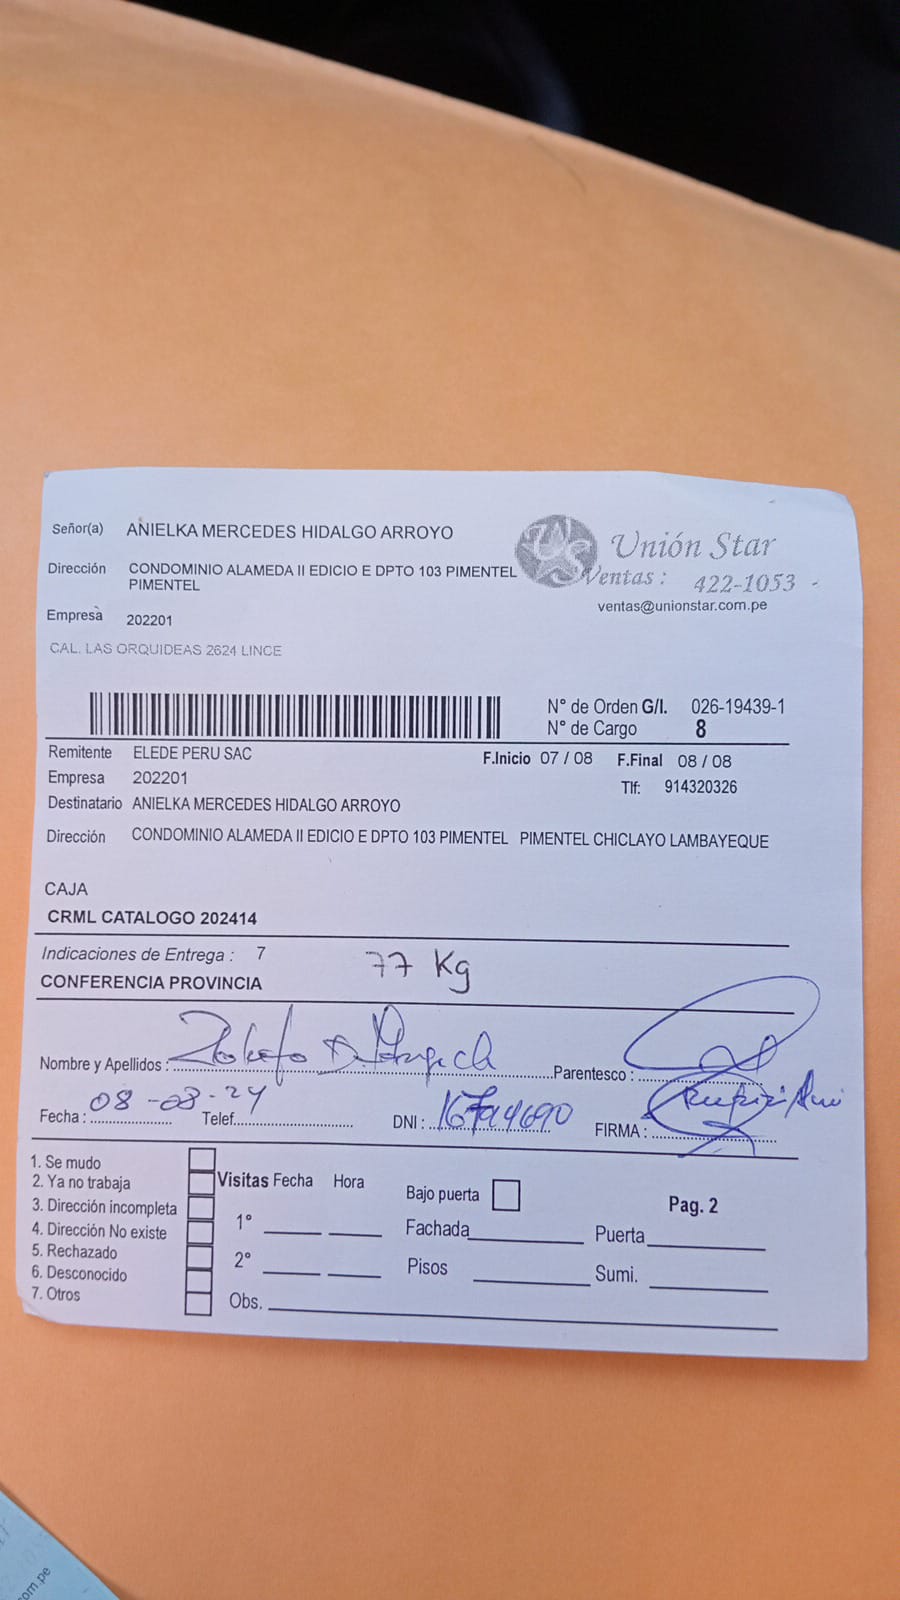 Señor(a) ANIELKA MERCEDES HIDALGO ARROYO
Unión Star
Dirección CONDOMINIO ALAMEDA II EDICIO E DPTO 103 PIMENTEL
PIMENTEL
Ventas : 422-1053
ventas@unionstar.com.pe
Empresa 202201
CAL. LAS ORQUIDEAS 2624 LINCE
N° de Orden G/I. 026-19439-1
N° de Cargo 8
Remitente ELEDE PERU SAC
F.Inicio 07 / 08 F.Final 08 / 08
Empresa 202201
Tlf: 914320326
Destinatario ANIELKA MERCEDES HIDALGO ARROYO
Dirección CONDOMINIO ALAMEDA II EDICIO E DPTO 103 PIMENTEL PIMENTEL CHICLAYO LAMBAYEQUE
CAJA
CRML CATALOGO 202414
Indicaciones de Entrega : 7
77 Kg
CONFERENCIA PROVINCIA
Nombre y Apellidos : Parentesco :
Fecha : 08-08-24 Telef. DNI : FIRMA :
1. Se mudo
2. Ya no trabaja
3. Dirección incompleta
4. Dirección No existe
5. Rechazado
6. Desconocido
7. Otros
Visitas Fecha Hora
1°
2°
Obs.
Bajo puerta
Fachada
Pisos
Pag. 2
Puerta
Sumi.
om.pe